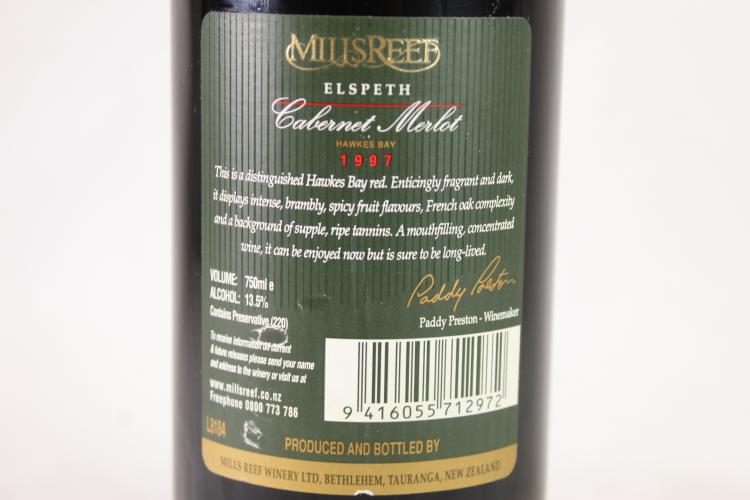 MILLS REEF
ELSPETH
Cabernet Merlot
HAWKES BAY
1997
This is a distinguished Hawkes Bay red. Enticingly fragrant and dark,
it displays intense, brambly, spicy fruit flavours, French oak complexity
and a background of supple, ripe tannins. A mouthfilling, concentrated
wine, it can be enjoyed now but is sure to be long-lived.
VOLUME: 750ml e
ALCOHOL: 13.5%
Contains Preservative (220)
Paddy Preston
Paddy Preston - Winemaker
To receive information on current
& future releases please send your name
and address to the winery or visit us at
www.millsreef.co.nz
Freephone 0800 773 786
9 416055 712972
L8184
PRODUCED AND BOTTLED BY
MILLS REEF WINERY LTD, BETHLEHEM, TAURANGA, NEW ZEALAND